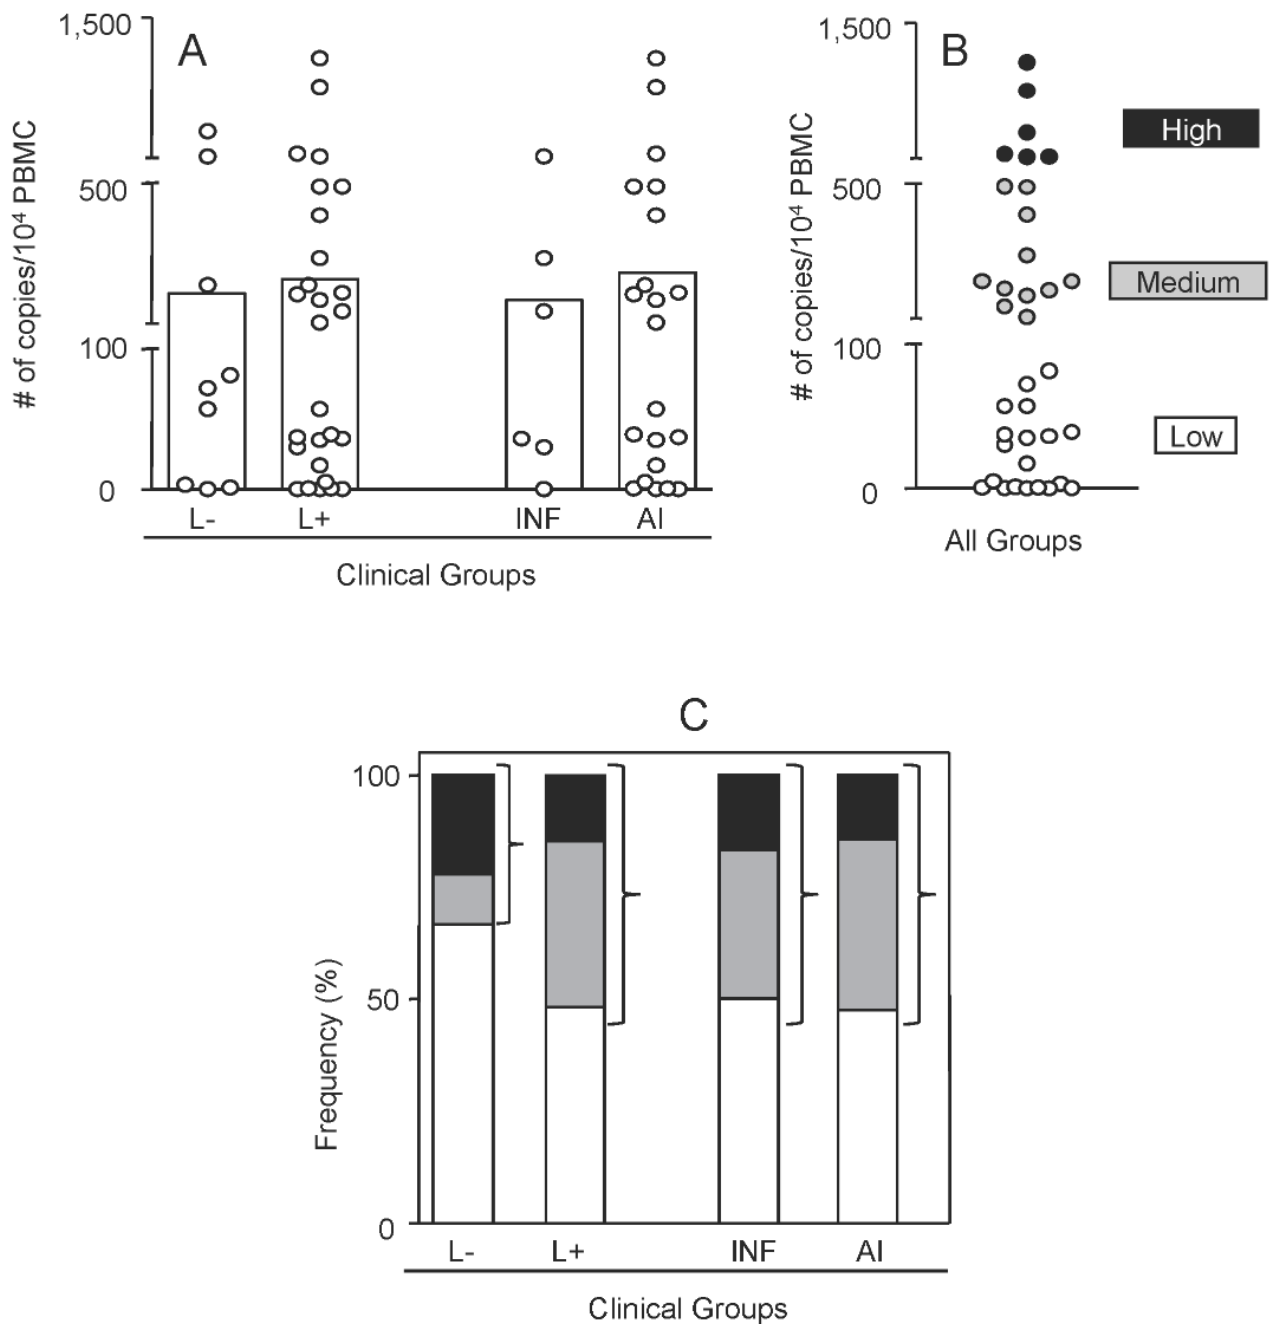 A
# of copies/10⁴ PBMC
1,500
500
100
0
L-
L+
INF
AI
Clinical Groups
B
# of copies/10⁴ PBMC
1,500
500
100
0
All Groups
High
Medium
Low
C
Frequency (%)
100
50
0
L-
L+
INF
AI
Clinical Groups